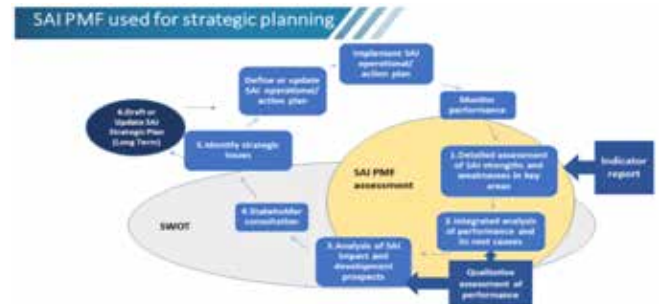 SAI PMF used for strategic planning
Implement SAI
operational/
action plan
Define or update
SAI operational/
action plan
Monitor
performance
6.Draft or
Update SAI
Strategic Plan
(Long Term)
5.Identify strategic
issues
1.Detailed assessment
of SAI strengths and
weaknesses in key
areas
Indicator
report
SAI PMF
assessment
4.Stakeholder
consultation
SWOT
2.Integrated analysis
of performance and
its root causes
3.Analysis of SAI
impact and
development
prospects
Qualitative
assessment of
performance